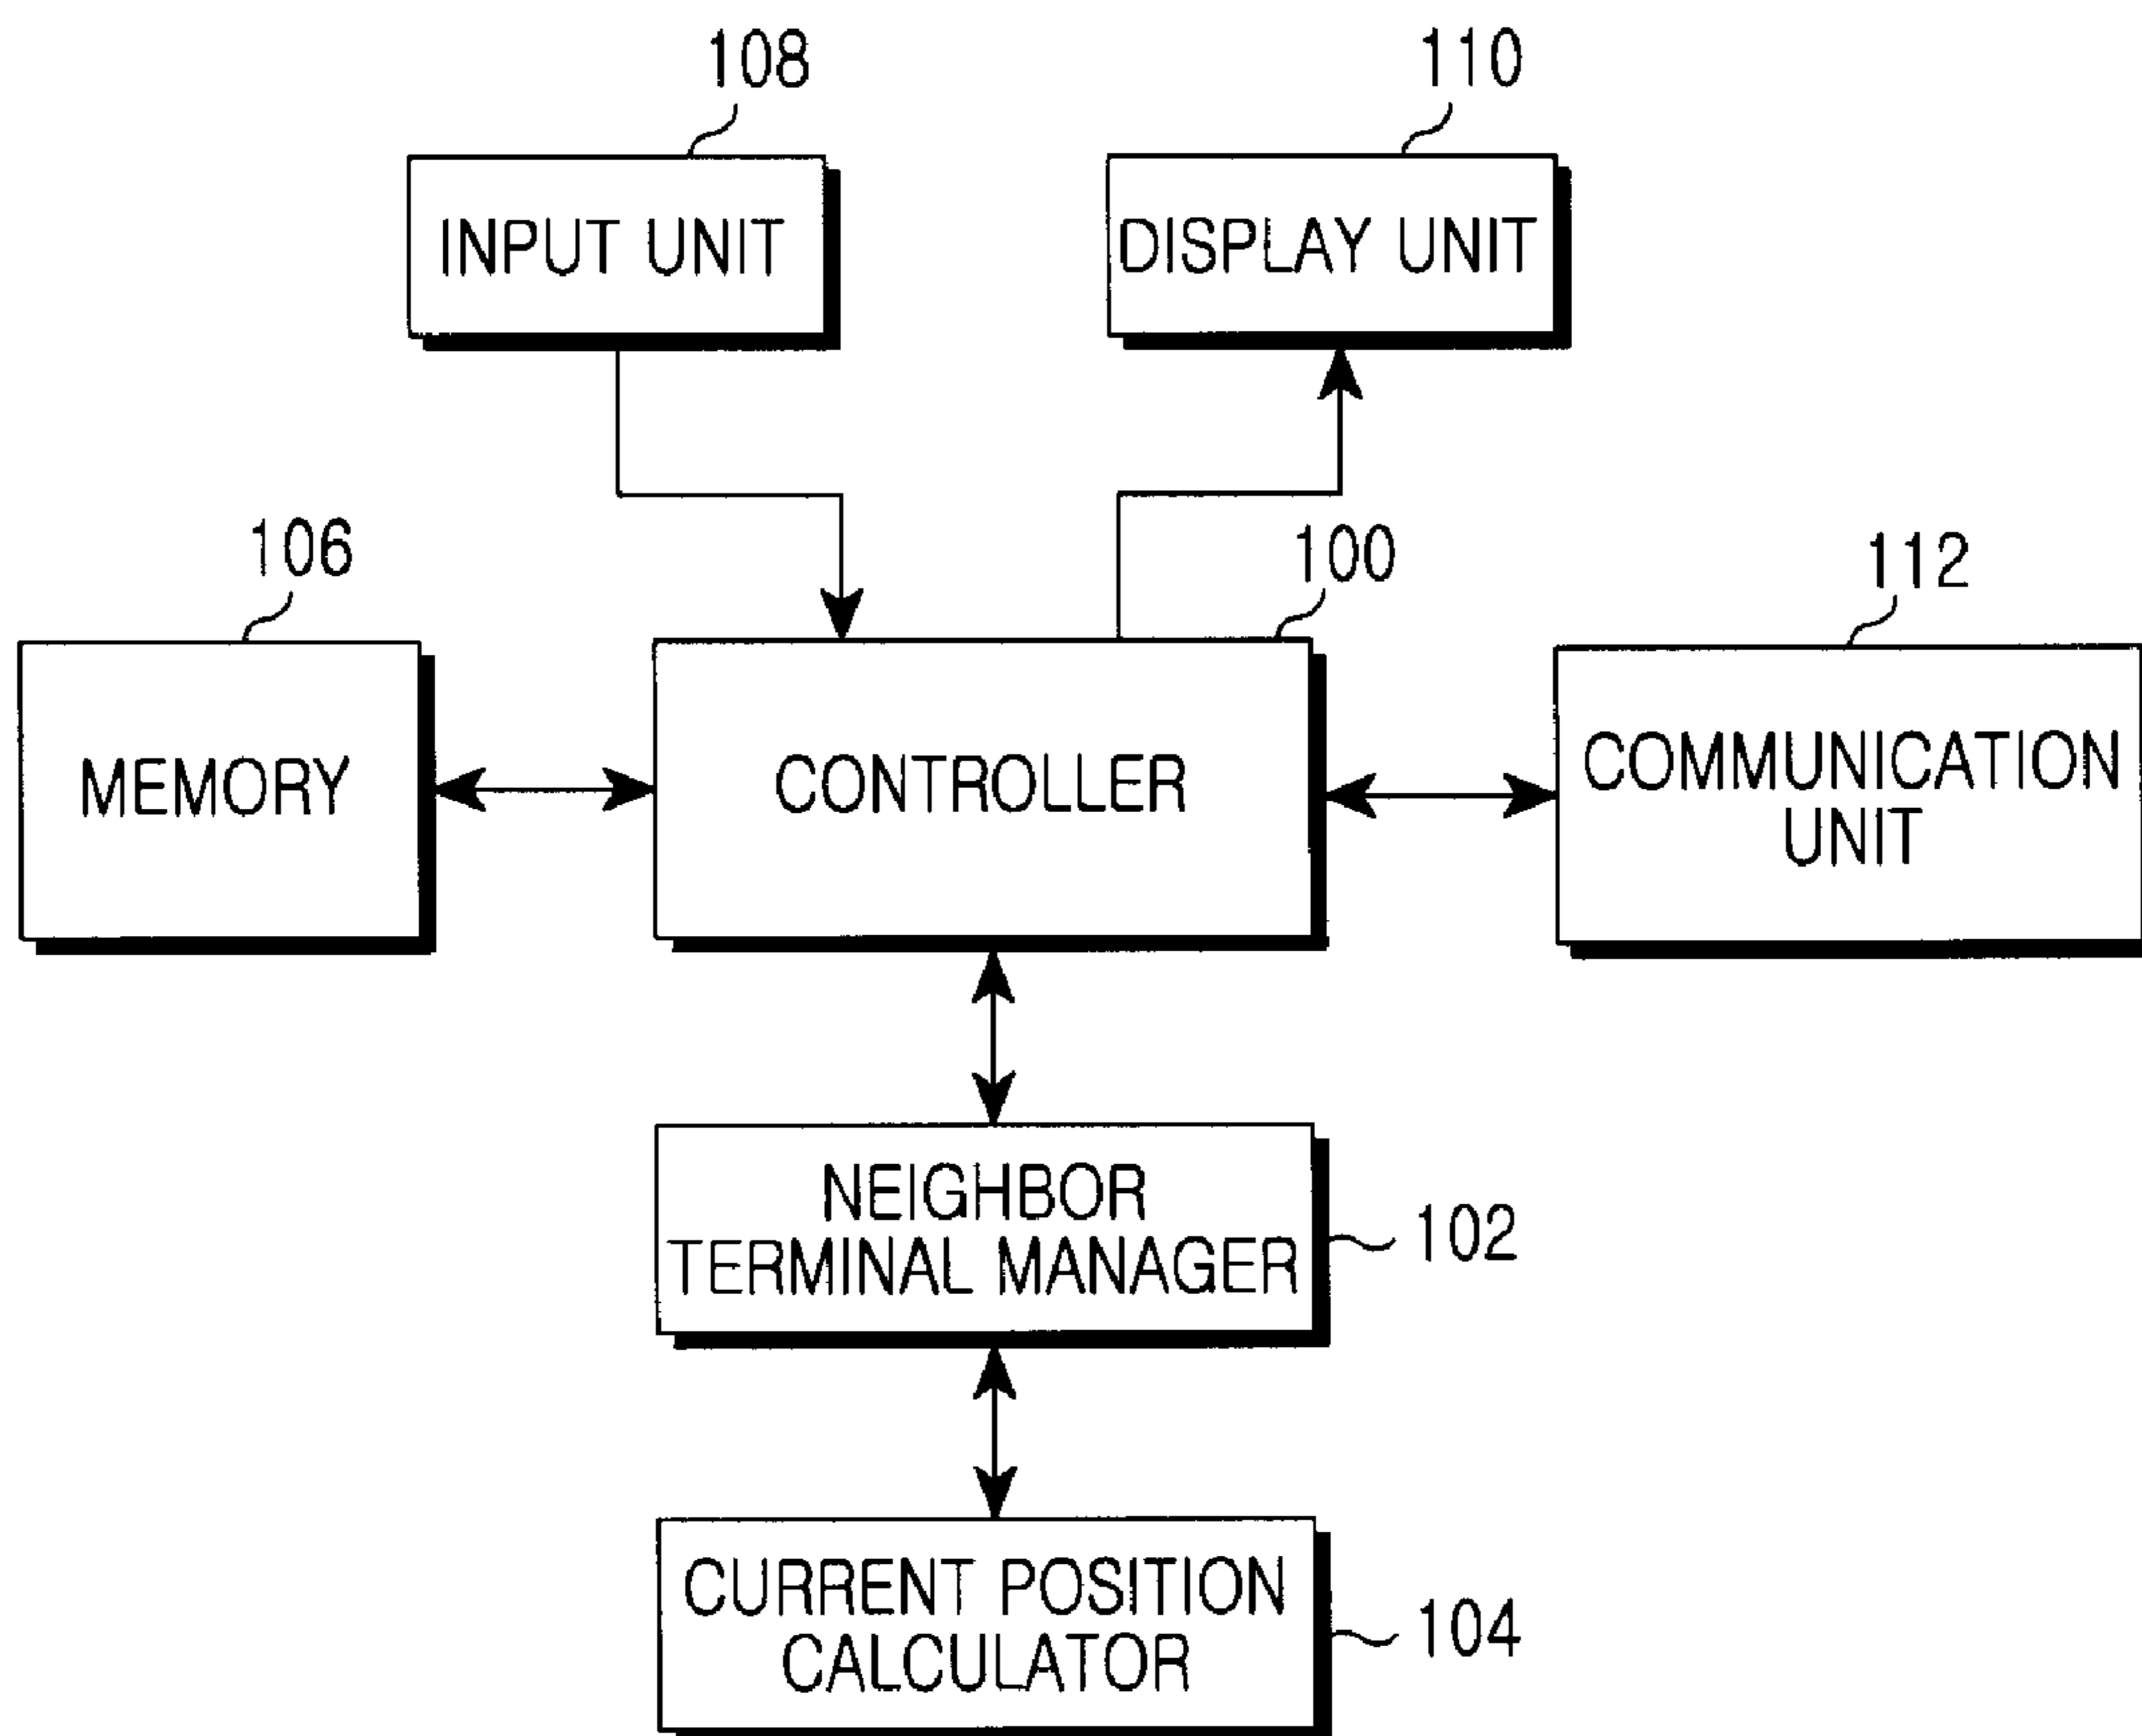 108
110
INPUT UNIT
DISPLAY UNIT
106
100
112
MEMORY
CONTROLLER
COMMUNICATION
UNIT
NEIGHBOR
TERMINAL MANAGER
102
CURRENT POSITION
CALCULATOR
104